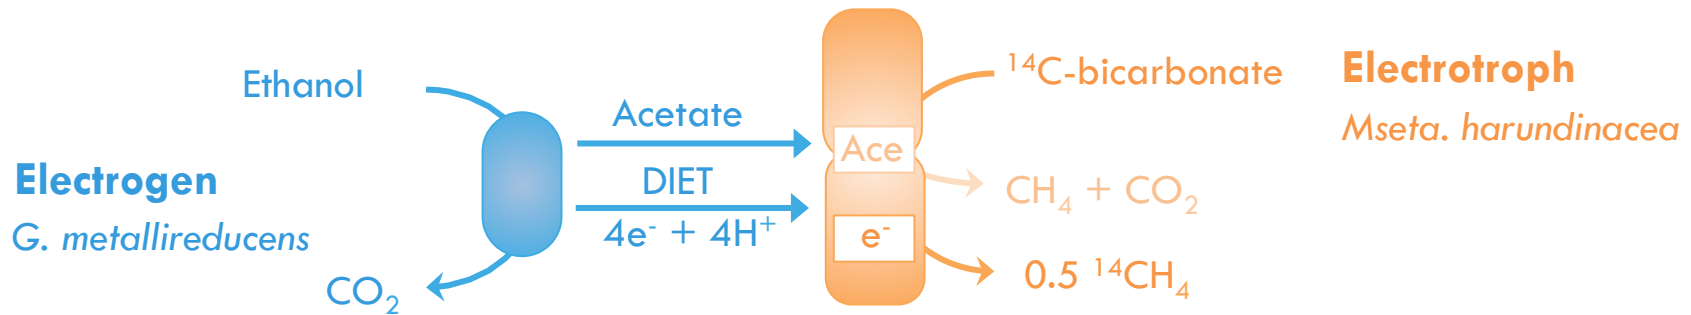 Ethanol
Electrogen
G. metallireducens
CO₂
Acetate
DIET
4e⁻ + 4H⁺
Ace
e⁻
¹⁴C-bicarbonate
CH₄ + CO₂
0.5 ¹⁴CH₄
Electrotroph
Mseta. harundinacea